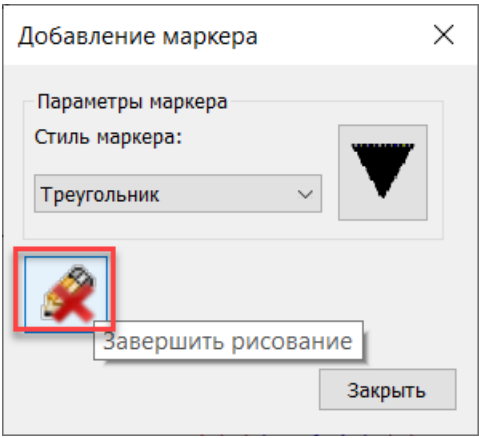 Добавление маркера
Параметры маркера
Стиль маркера:
Треугольник
Завершить рисование
Закрыть